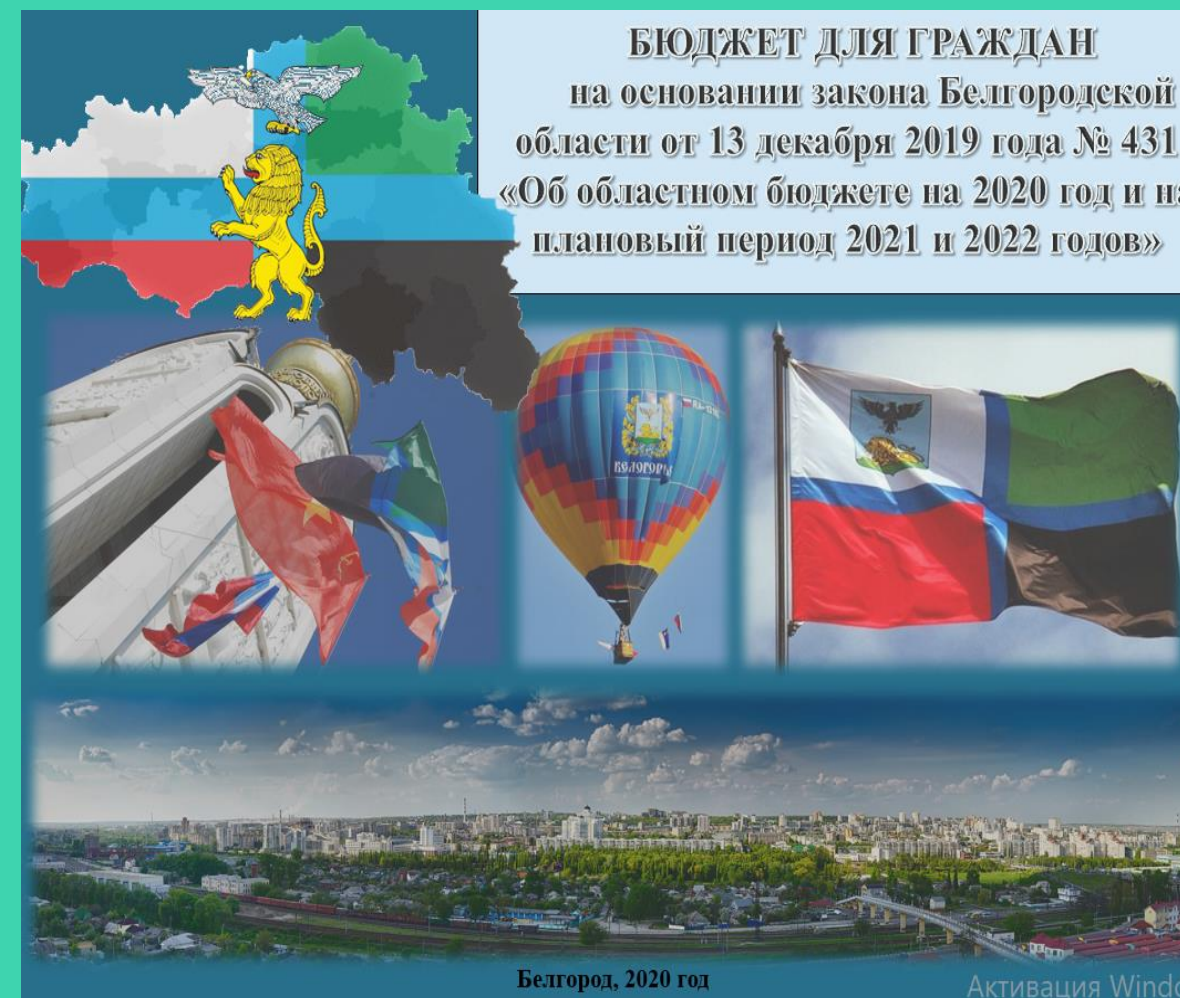 БЮДЖЕТ ДЛЯ ГРАЖДАН
на основании закона Белгородской
области от 13 декабря 2019 года № 431
«Об областном бюджете на 2020 год и на
плановый период 2021 и 2022 годов»
Белогорье
Белгород, 2020 год
Активация Windo